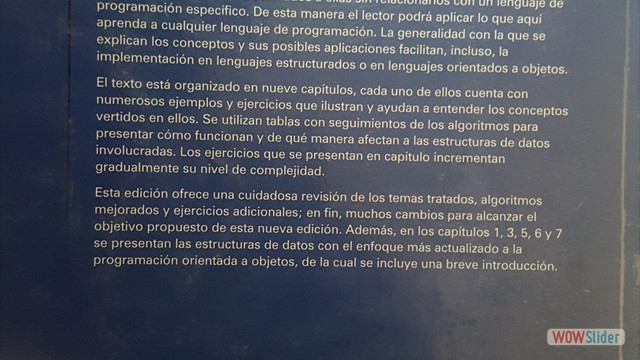 sin relacionarlos con un lenguaje de
programación específico. De esta manera el lector podrá aplicar lo que aquí
aprenda a cualquier lenguaje de programación. La generalidad con la que se
explican los conceptos y sus posibles aplicaciones facilitan, incluso, la
implementación en lenguajes estructurados o en lenguajes orientados a objetos.
El texto está organizado en nueve capítulos, cada uno de ellos cuenta con
numerosos ejemplos y ejercicios que ilustran y ayudan a entender los conceptos
vertidos en ellos. Se utilizan tablas con seguimientos de los algoritmos para
presentar cómo funcionan y de qué manera afectan a las estructuras de datos
involucradas. Los ejercicios que se presentan en capítulo incrementan
gradualmente su nivel de complejidad.
Esta edición ofrece una cuidadosa revisión de los temas tratados, algoritmos
mejorados y ejercicios adicionales; en fin, muchos cambios para alcanzar el
objetivo propuesto de esta nueva edición. Además, en los capítulos 1, 3, 5, 6 y 7
se presentan las estructuras de datos con el enfoque más actualizado a la
programación orientada a objetos, de la cual se incluye una breve introducción.
WOWSlider